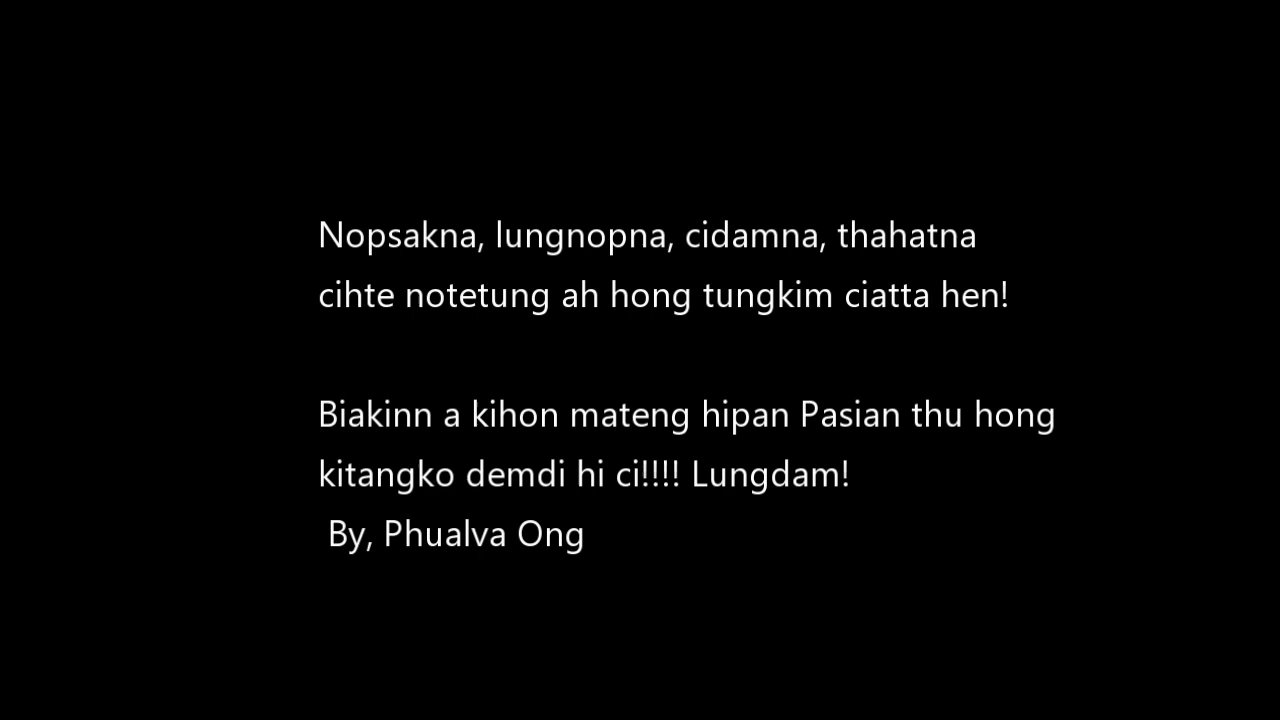 Nopsakna, lungnopna, cidamna, thahatna
cihte notetung ah hong tungkim ciatta hen!
Biakinn a kihon mateng hipan Pasian thu hong
kitangko demdi hi ci!!!! Lungdam!
By, Phualva Ong